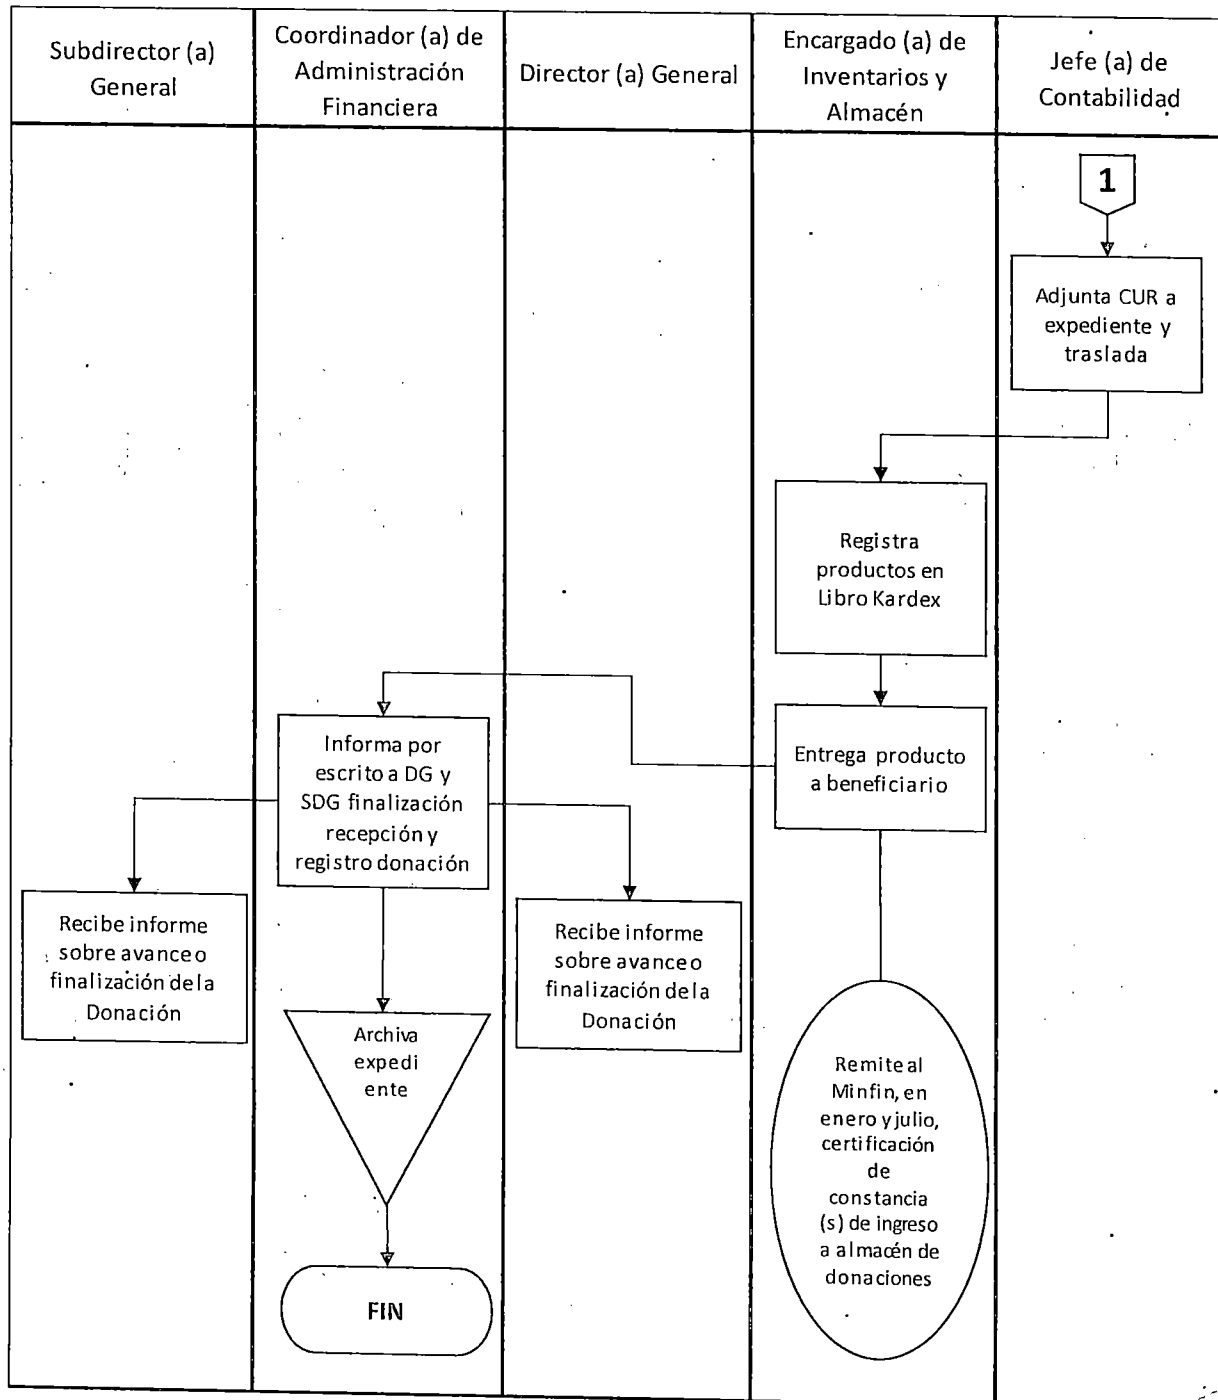 Subdirector (a)
General
Coordinador (a) de
Administración
Financiera
Director (a) General
Encargado (a) de
Inventarios y
Almacén
Jefe (a) de
Contabilidad
1
Adjunta CUR a
expediente y
traslada
Registra
productos en
Libro Kardex
Entrega producto
a beneficiario
Informa por
escrito a DG y
SDG finalización
recepción y
registro donación
Recibe informe
sobre avance o
finalización de la
Donación
Recibe informe
sobre avance o
finalización de la
Donación
Archiva
expedi
ente
FIN
Remite al
Minfin, en
enero y julio,
certificación
de
constancia
(s) de ingreso
a almacén de
donaciones